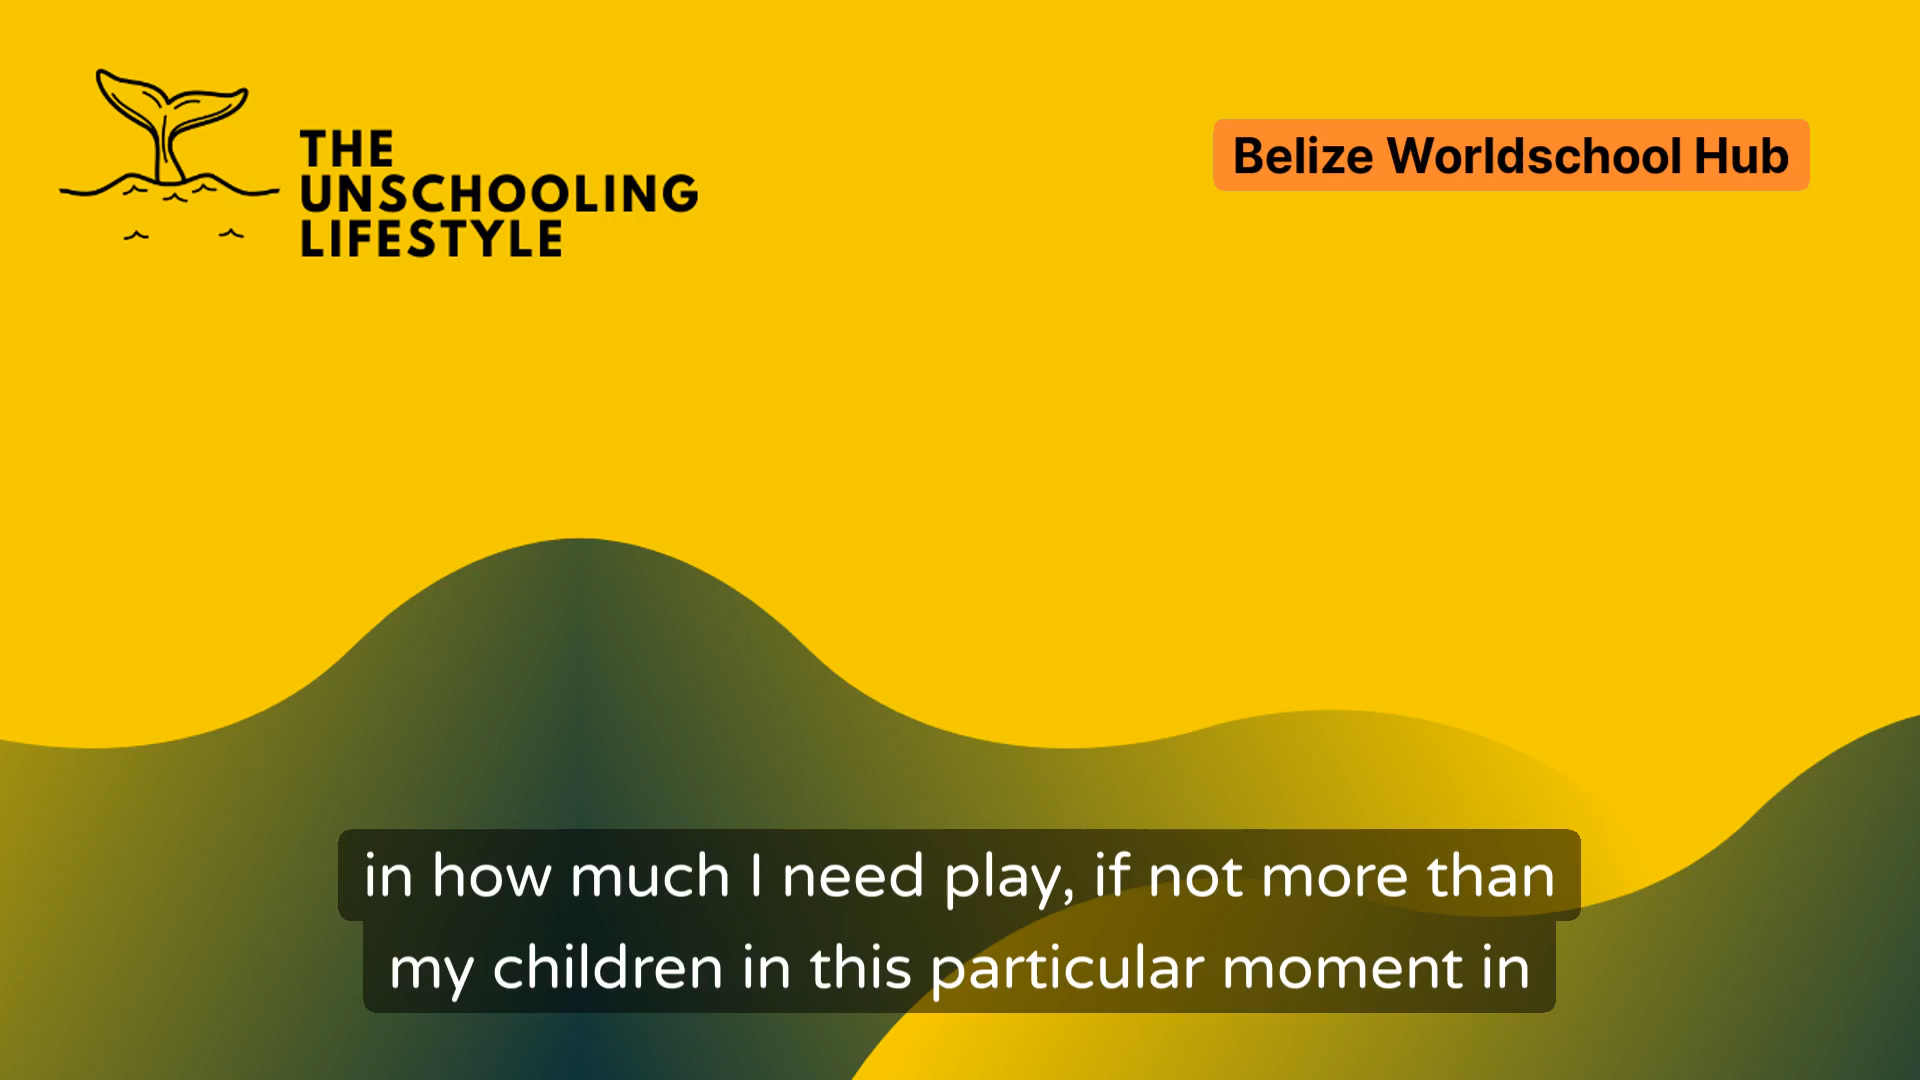 THE
UNSCHOOLING
LIFESTYLE
Belize Worldschool Hub
in how much I need play, if not more than
my children in this particular moment in